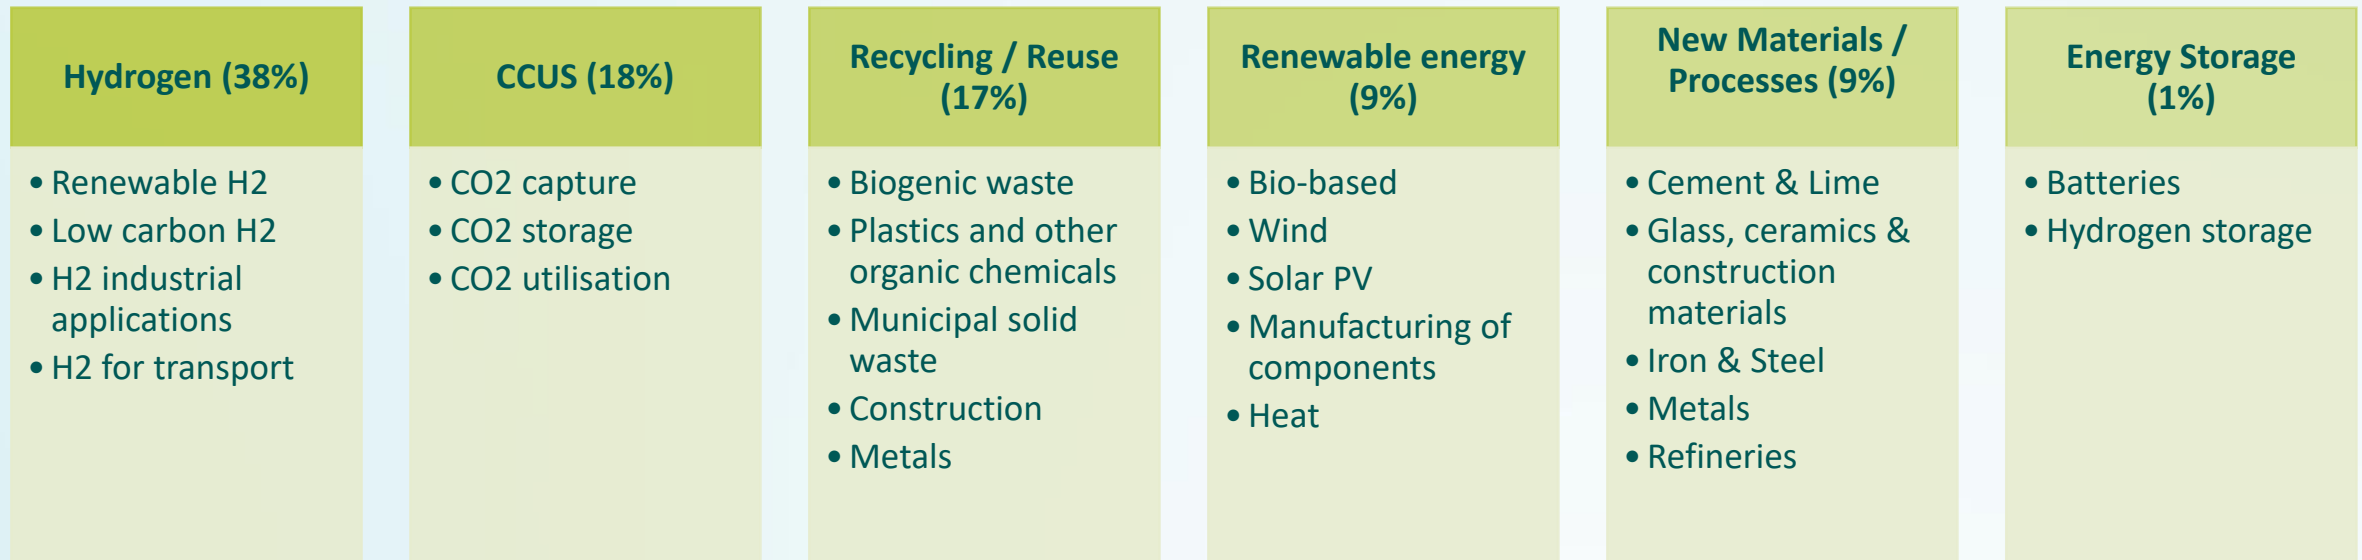 Hydrogen (38%)
• Renewable H2
• Low carbon H2
• H2 industrial
applications
• H2 for transport
CCUS (18%)
• CO2 capture
• CO2 storage
• CO2 utilisation
Recycling / Reuse
(17%)
• Biogenic waste
• Plastics and other
organic chemicals
• Municipal solid
waste
• Construction
• Metals
Renewable energy
(9%)
• Bio-based
• Wind
• Solar PV
• Manufacturing of
components
• Heat
New Materials /
Processes (9%)
• Cement & Lime
• Glass, ceramics &
construction
materials
• Iron & Steel
• Metals
• Refineries
Energy Storage
(1%)
• Batteries
• Hydrogen storage